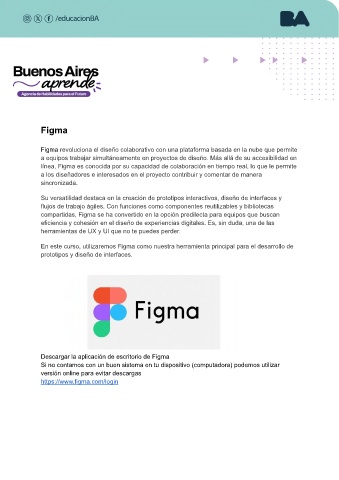 /educacionBA
BA
Buenos Aires
aprende
Agencia de Habilidades para el Futuro
Figma
Figma revoluciona el diseño colaborativo con una plataforma basada en la nube que permite
a equipos trabajar simultáneamente en proyectos de diseño. Más allá de su accesibilidad en
línea, Figma es conocida por su capacidad de colaboración en tiempo real, lo que le permite
a los diseñadores e interesados en el proyecto contribuir y comentar de manera
sincronizada.
Su versatilidad destaca en la creación de prototipos interactivos, diseño de interfaces y
flujos de trabajo ágiles. Con funciones como componentes reutilizables y bibliotecas
compartidas, Figma se ha convertido en la opción predilecta para equipos que buscan
eficiencia y cohesión en el diseño de experiencias digitales. Es, sin duda, una de las
herramientas de UX y UI que no te puedes perder.
En este curso, utilizaremos Figma como nuestra herramienta principal para el desarrollo de
prototipos y diseño de interfaces.
Figma
Descargar la aplicación de escritorio de Figma
Si no contamos con un buen sistema en tu dispositivo (computadora) podemos utilizar
versión online para evitar descargas
https://www.figma.com/login